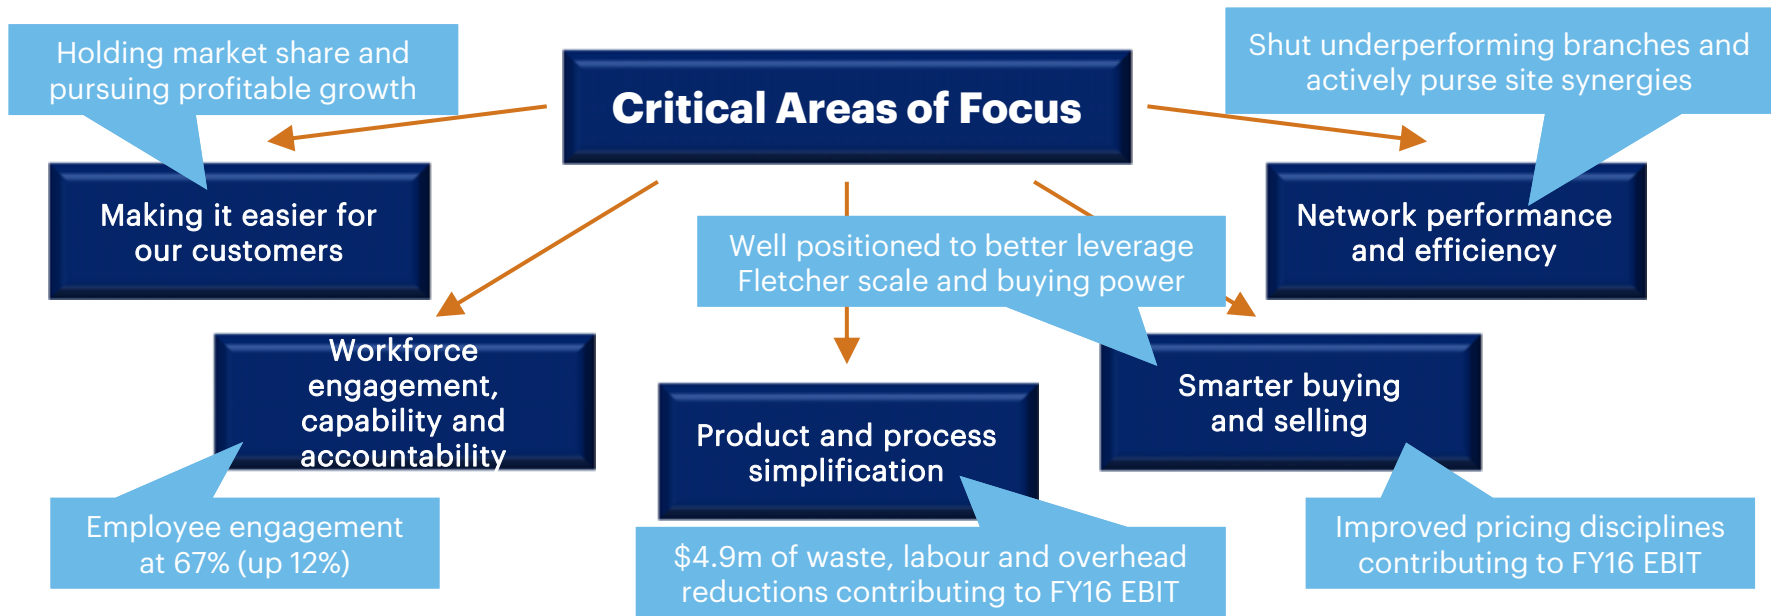 Holding market share and
pursuing profitable growth
Critical Areas of Focus
Shut underperforming branches and
actively purse site synergies
Making it easier for
our customers
Network performance
and efficiency
Well positioned to better leverage
Fletcher scale and buying power
Workforce
engagement,
capability and
accountability
Product and process
simplification
Smarter buying
and selling
Employee engagement
at 67% (up 12%)
$4.9m of waste, labour and overhead
reductions contributing to FY16 EBIT
Improved pricing disciplines
contributing to FY16 EBIT